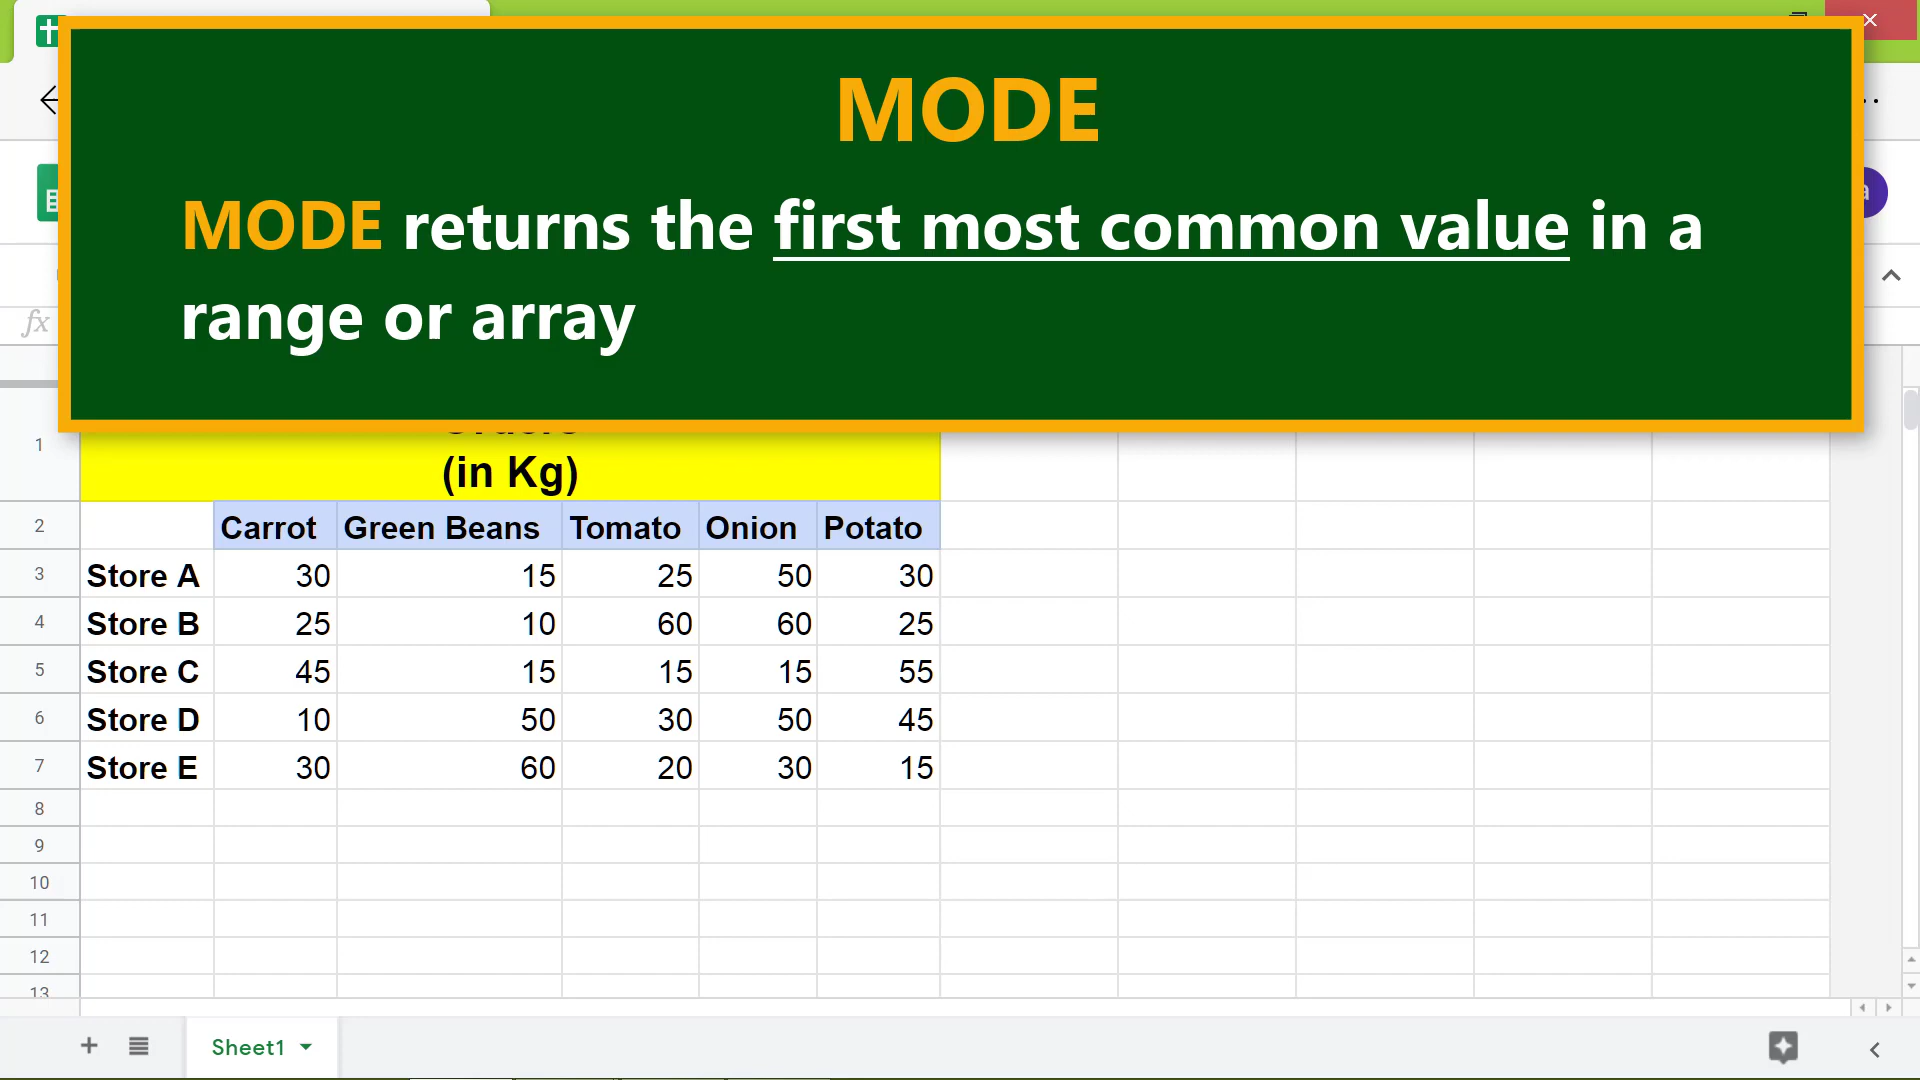 MODE
MODE returns the first most common value in a
range or array
fx
1
(in Kg)
2 Carrot Green Beans Tomato Onion Potato
3 Store A 30 15 25 50 30
4 Store B 25 10 60 60 25
5 Store C 45 15 15 15 55
6 Store D 10 50 30 50 45
7 Store E 30 60 20 30 15
8
9
10
11
12
13
Sheet1